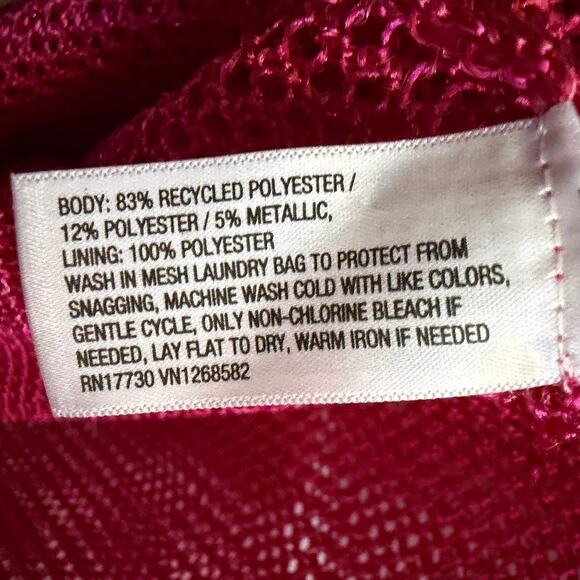 BODY: 83% RECYCLED POLYESTER /
12% POLYESTER / 5% METALLIC,
LINING: 100% POLYESTER
WASH IN MESH LAUNDRY BAG TO PROTECT FROM
SNAGGING, MACHINE WASH COLD WITH LIKE COLORS,
GENTLE CYCLE, ONLY NON-CHLORINE BLEACH IF
NEEDED, LAY FLAT TO DRY, WARM IRON IF NEEDED
RN17730 VN1268582